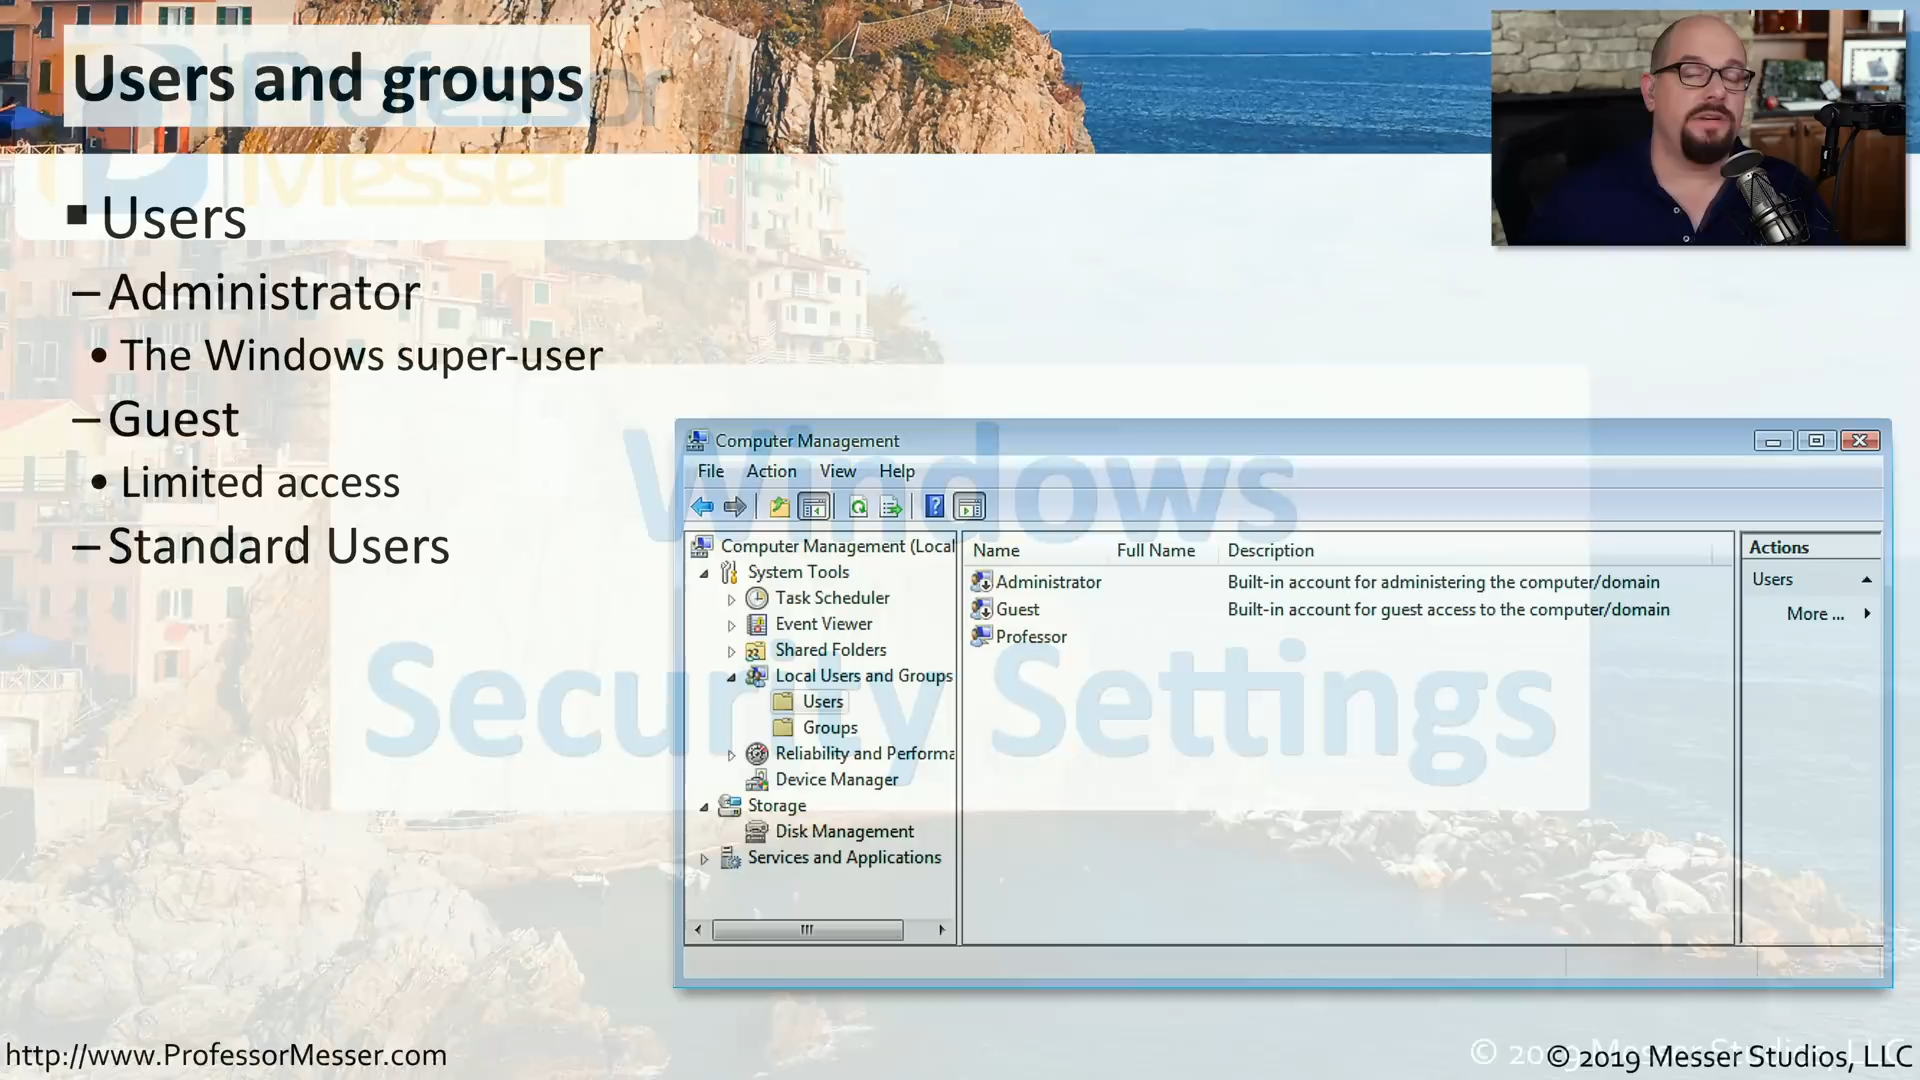 Users and groups
Professor
Messer
▪ Users
– Administrator
• The Windows super-user
– Guest
• Limited access
– Standard Users
Windows
Security Settings
Computer Management
File Action View Help
Computer Management (Local
System Tools
Task Scheduler
Event Viewer
Shared Folders
Local Users and Groups
Users
Groups
Reliability and Performa
Device Manager
Storage
Disk Management
Services and Applications
Name Full Name Description
Administrator Built-in account for administering the computer/domain
Guest Built-in account for guest access to the computer/domain
Professor
Actions
Users
More ...
http://www.ProfessorMesser.com
© 2019 Messer Studios, LLC